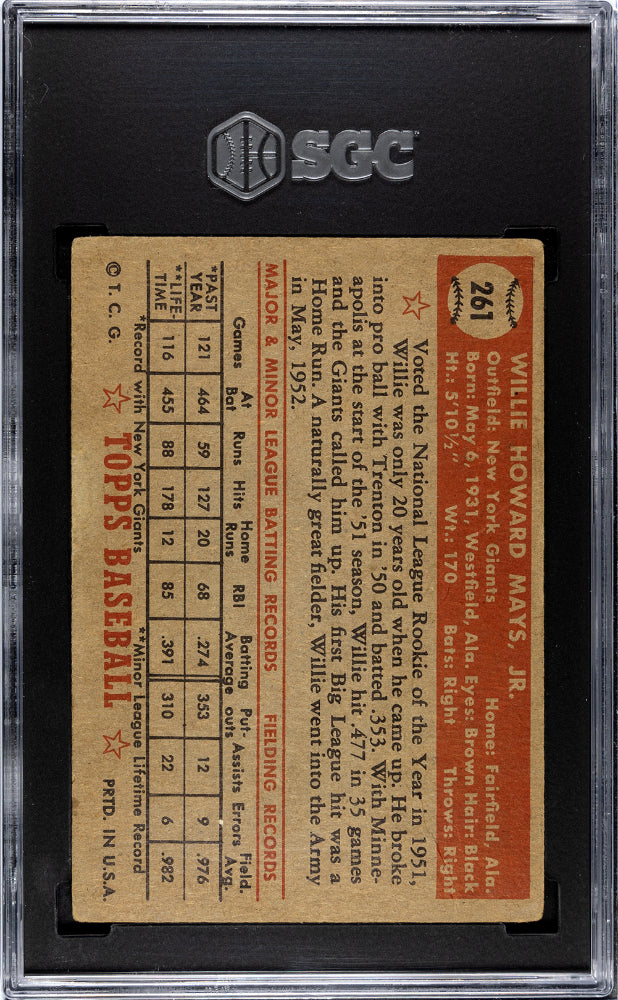 SGC
261
WILLIE HOWARD MAYS, JR.
Outfield: New York Giants Home: Fairfield, Ala.
Born: May 6, 1931, Westfield, Ala. Eyes: Brown Hair: Black
Ht.: 5'10½" Wt.: 170 Bats: Right Throws: Right
Voted the National League Rookie of the Year in 1951,
Willie was only 20 years old when he came up. He broke
into pro ball with Trenton in '50 and batted .353. With Minne-
apolis at the start of the '51 season, Willie hit .477 in 35 games
and the Giants called him up. His first Big League hit was a
Home Run. A naturally great fielder, Willie went into the Army
in May, 1952.
MAJOR & MINOR LEAGUE BATTING RECORDS FIELDING RECORDS
Games At Bat Runs Hits Home Runs RBI Batting Average Put-outs Assists Errors Field. Avg.
*PAST YEAR 121 464 59 127 20 68 .274 353 12 9 .976
**LIFE-TIME 116 455 88 178 12 85 .391 310 22 6 .982
*Record with New York Giants **Minor League Lifetime Record
© T. C. G. TOPPS BASEBALL PRTD. IN U.S.A.